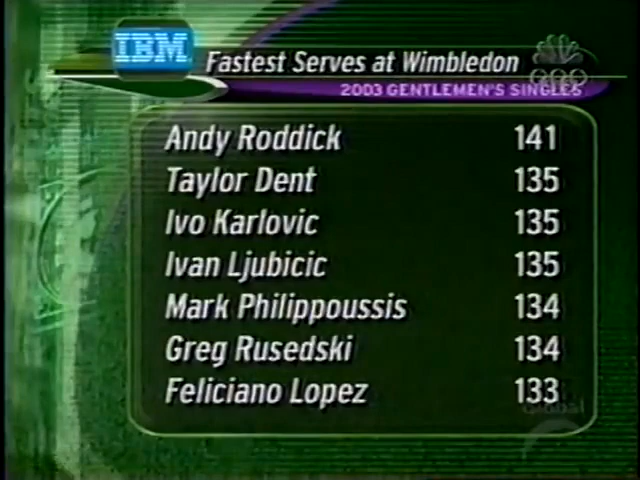 IBM
Fastest Serves at Wimbledon
2003 GENTLEMEN'S SINGLES
Andy Roddick 141
Taylor Dent 135
Ivo Karlovic 135
Ivan Ljubicic 135
Mark Philippoussis 134
Greg Rusedski 134
Feliciano Lopez 133
Global